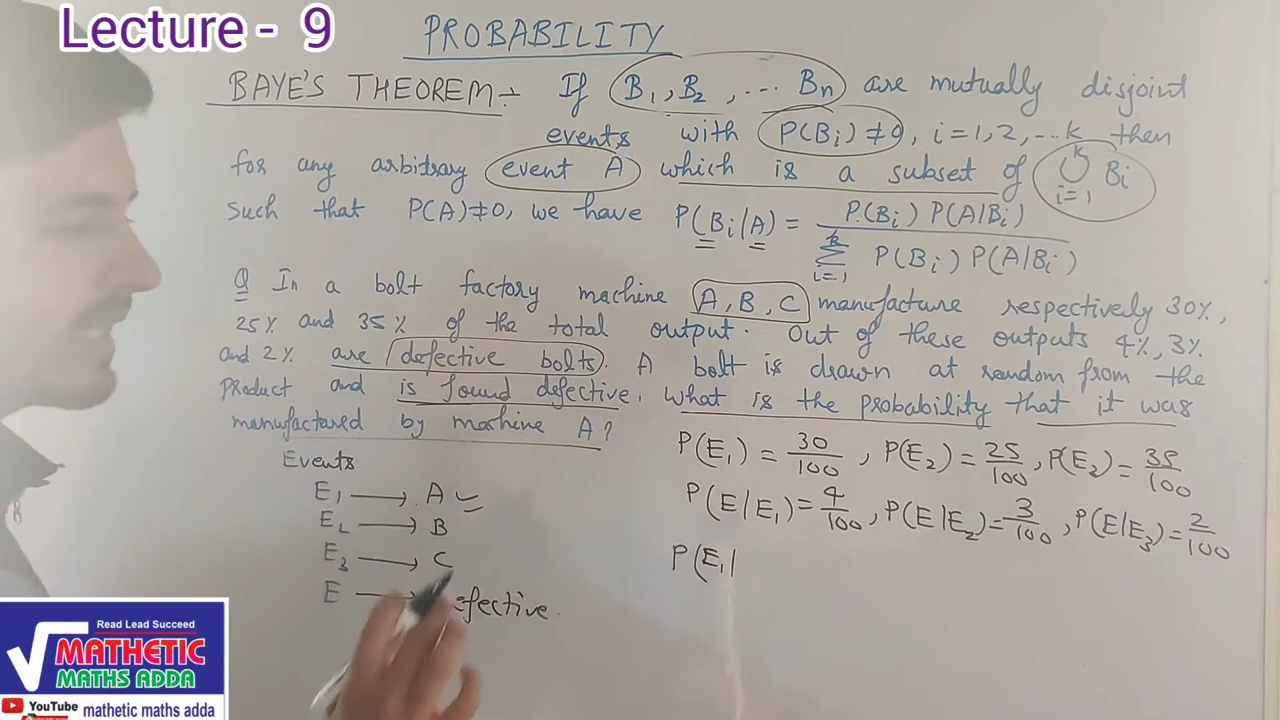 Lecture - 9
PROBABILITY
BAYE'S THEOREM :- If B1, B2, ... Bn are mutually disjoint
events with P(Bi) ≠ 0, i = 1, 2, ... k then
for any arbitrary event A which is a subset of ∪ k i=1 Bi
Such that P(A) ≠ 0, we have P(Bi/A) = P(Bi) P(A/Bi) / Σ k i=1 P(Bi) P(A/Bi)
Q In a bolt factory machine A, B, C manufacture respectively 30%,
25% and 35% of the total output. Out of these outputs 4%, 3%.
and 2% are defective bolts. A bolt is drawn at random from the
Product and is found defective. What is the probability that it was
manufactared by machine A?
Events
E1 → A
E2 → B
E3 → C
E → efective.
P(E1) = 30/100, P(E2) = 25/100, P(E2) = 35/100
P(E/E1) = 4/100, P(E|E2) = 3/100, P(E|E3) = 2/100
P(E1|
Read Lead Succeed
MATHETIC
MATHS ADDA
YouTube
mathetic maths adda